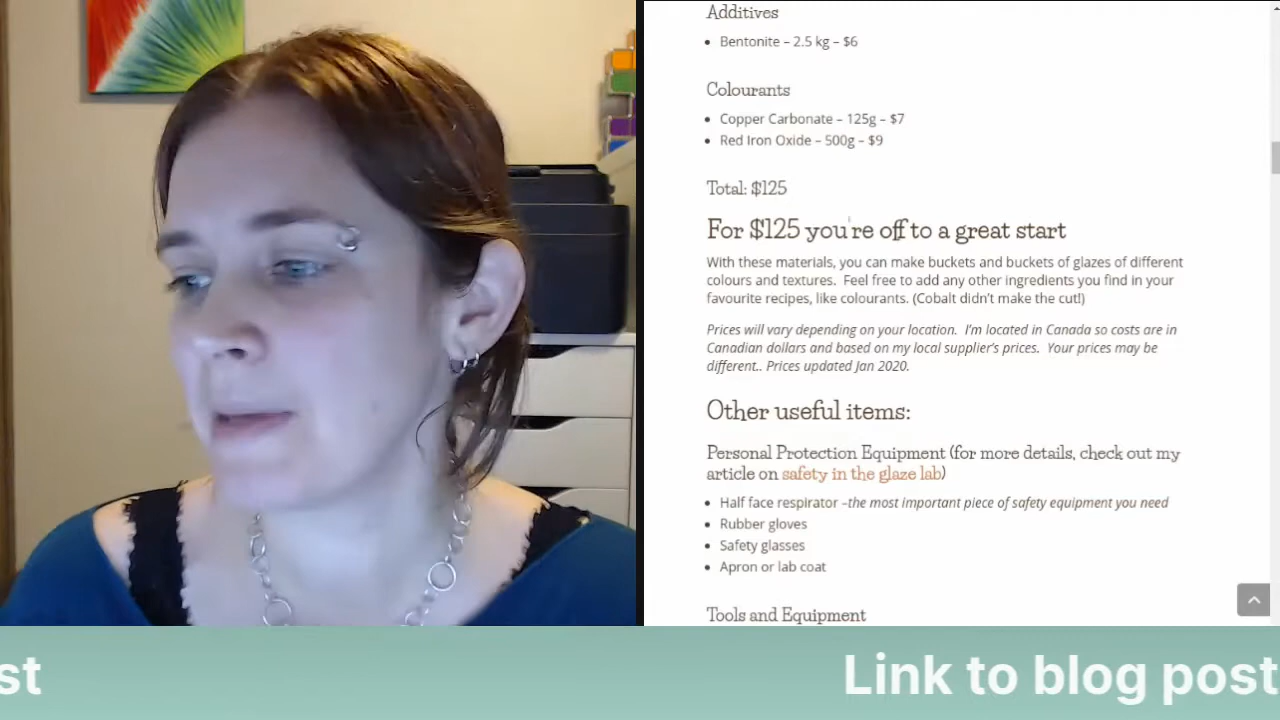 Additives
• Bentonite – 2.5 kg – $6
Colourants
• Copper Carbonate – 125g – $7
• Red Iron Oxide – 500g – $9
Total: $125
For $125 you're off to a great start
With these materials, you can make buckets and buckets of glazes of different
colours and textures.  Feel free to add any other ingredients you find in your
favourite recipes, like colourants. (Cobalt didn't make the cut!)
Prices will vary depending on your location.  I'm located in Canada so costs are in
Canadian dollars and based on my local supplier's prices.  Your prices may be
different.. Prices updated Jan 2020.
Other useful items:
Personal Protection Equipment (for more details, check out my
article on safety in the glaze lab)
• Half face respirator –the most important piece of safety equipment you need
• Rubber gloves
• Safety glasses
• Apron or lab coat
Tools and Equipment
st
Link to blog post